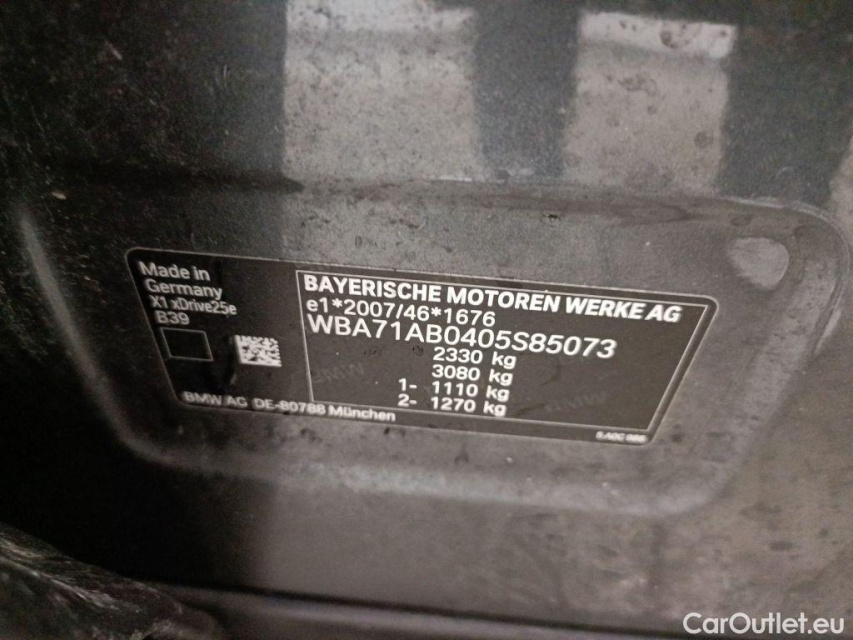 Made in
Germany
X1 xDrive25e
B39
BMW AG DE-80788 München
BAYERISCHE MOTOREN WERKE AG
e1*2007/46*1676
WBA71AB0405S85073
2330 kg
3080 kg
1- 1110 kg
2- 1270 kg
CarOutlet.eu